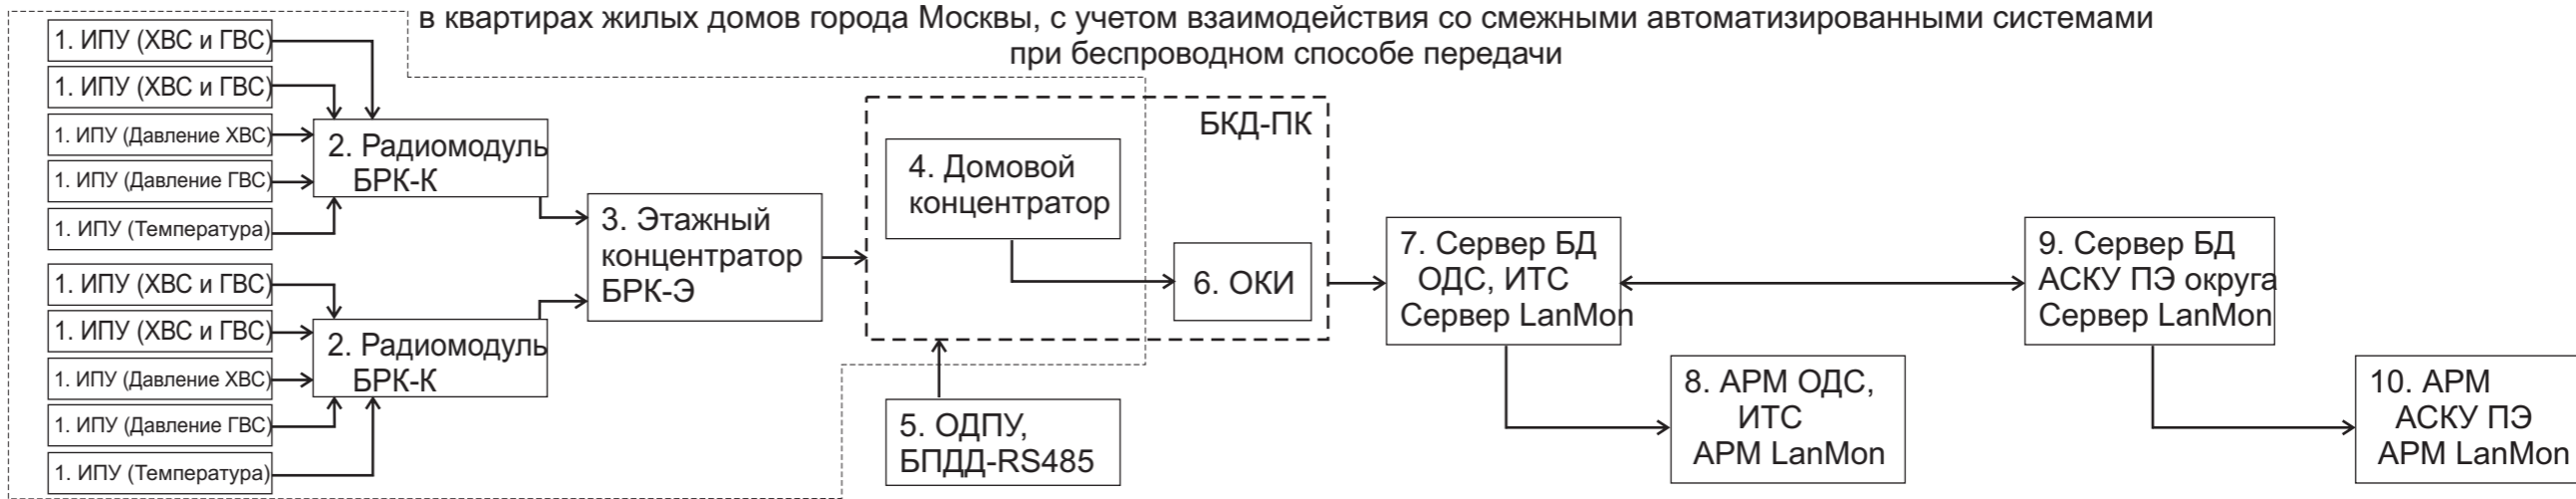 в квартирах жилых домов города Москвы, с учетом взаимодействия со смежными автоматизированными системами
при беспроводном способе передачи
1. ИПУ (ХВС и ГВС)
1. ИПУ (ХВС и ГВС)
1. ИПУ (Давление ХВС)
1. ИПУ (Давление ГВС)
1. ИПУ (Температура)
2. Радиомодуль
БРК-К
1. ИПУ (ХВС и ГВС)
1. ИПУ (ХВС и ГВС)
1. ИПУ (Давление ХВС)
1. ИПУ (Давление ГВС)
1. ИПУ (Температура)
2. Радиомодуль
БРК-К
3. Этажный
концентратор
БРК-Э
БКД-ПК
4. Домовой
концентратор
6. ОКИ
5. ОДПУ,
БПДД-RS485
7. Сервер БД
ОДС, ИТС
Сервер LanMon
8. АРМ ОДС,
ИТС
АРМ LanMon
9. Сервер БД
АСКУ ПЭ округа
Сервер LanMon
10. АРМ
АСКУ ПЭ
АРМ LanMon